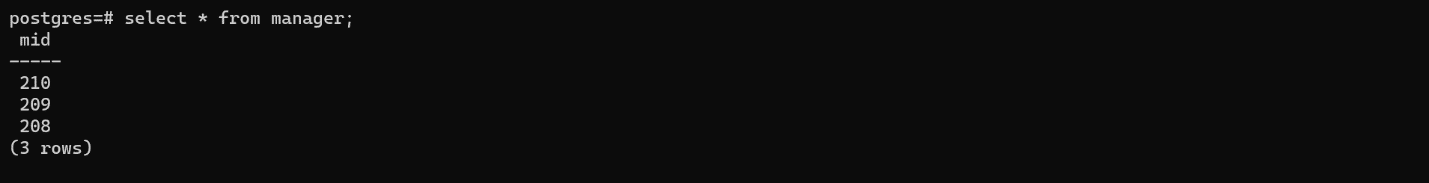 postgres=# select * from manager;
 mid
-----
 210
 209
 208
(3 rows)